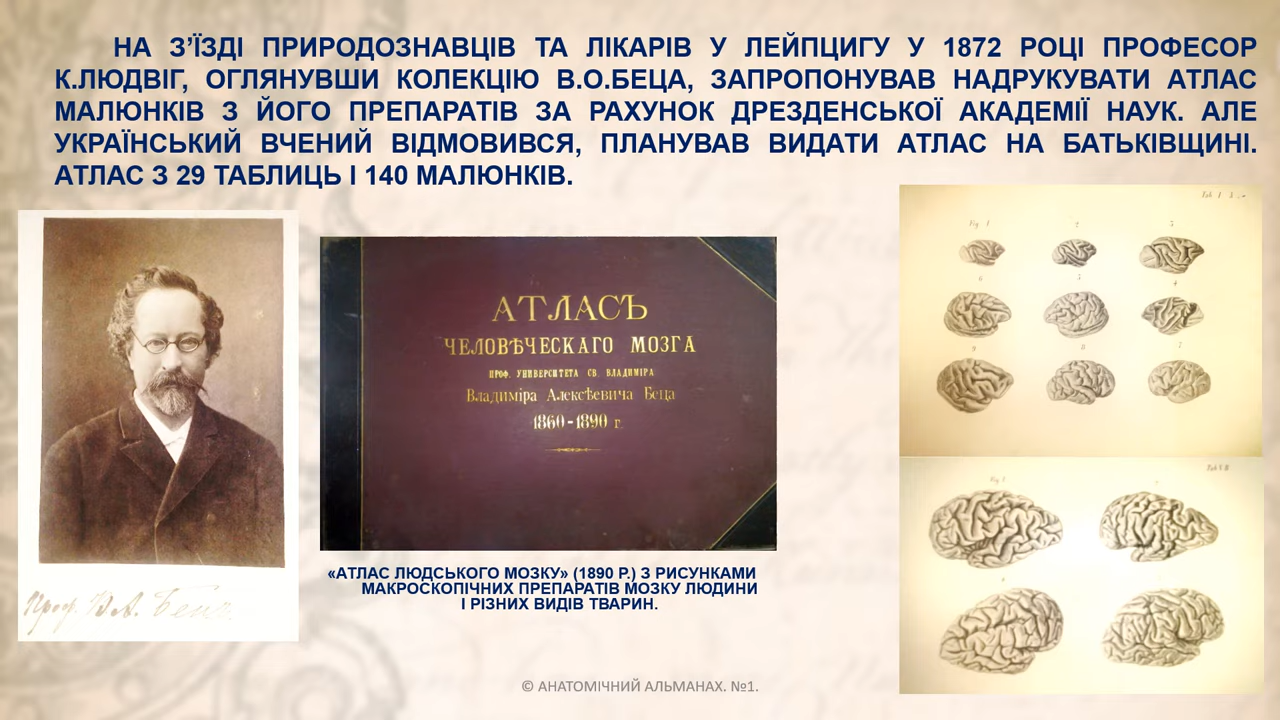 НА З’ЇЗДІ ПРИРОДОЗНАВЦІВ ТА ЛІКАРІВ У ЛЕЙПЦИГУ У 1872 РОЦІ ПРОФЕСОР
К.ЛЮДВІГ, ОГЛЯНУВШИ КОЛЕКЦІЮ В.О.БЕЦА, ЗАПРОПОНУВАВ НАДРУКУВАТИ АТЛАС
МАЛЮНКІВ З ЙОГО ПРЕПАРАТІВ ЗА РАХУНОК ДРЕЗДЕНСЬКОЇ АКАДЕМІЇ НАУК. АЛЕ
УКРАЇНСЬКИЙ ВЧЕНИЙ ВІДМОВИВСЯ, ПЛАНУВАВ ВИДАТИ АТЛАС НА БАТЬКІВЩИНІ.
АТЛАС З 29 ТАБЛИЦЬ І 140 МАЛЮНКІВ.
Проф. В.А. Бецъ
АТЛАСЪ
ЧЕЛОВѢЧЕСКАГО МОЗГА
ПРОФ. УНИВЕРСИТЕТА СВ. ВЛАДИМІРА
Владиміра Алексѣевича Беца
1860-1890 г.
«АТЛАС ЛЮДСЬКОГО МОЗКУ» (1890 Р.) З РИСУНКАМИ
МАКРОСКОПІЧНИХ ПРЕПАРАТІВ МОЗКУ ЛЮДИНИ
І РІЗНИХ ВИДІВ ТВАРИН.
© АНАТОМІЧНИЙ АЛЬМАНАХ. №1.